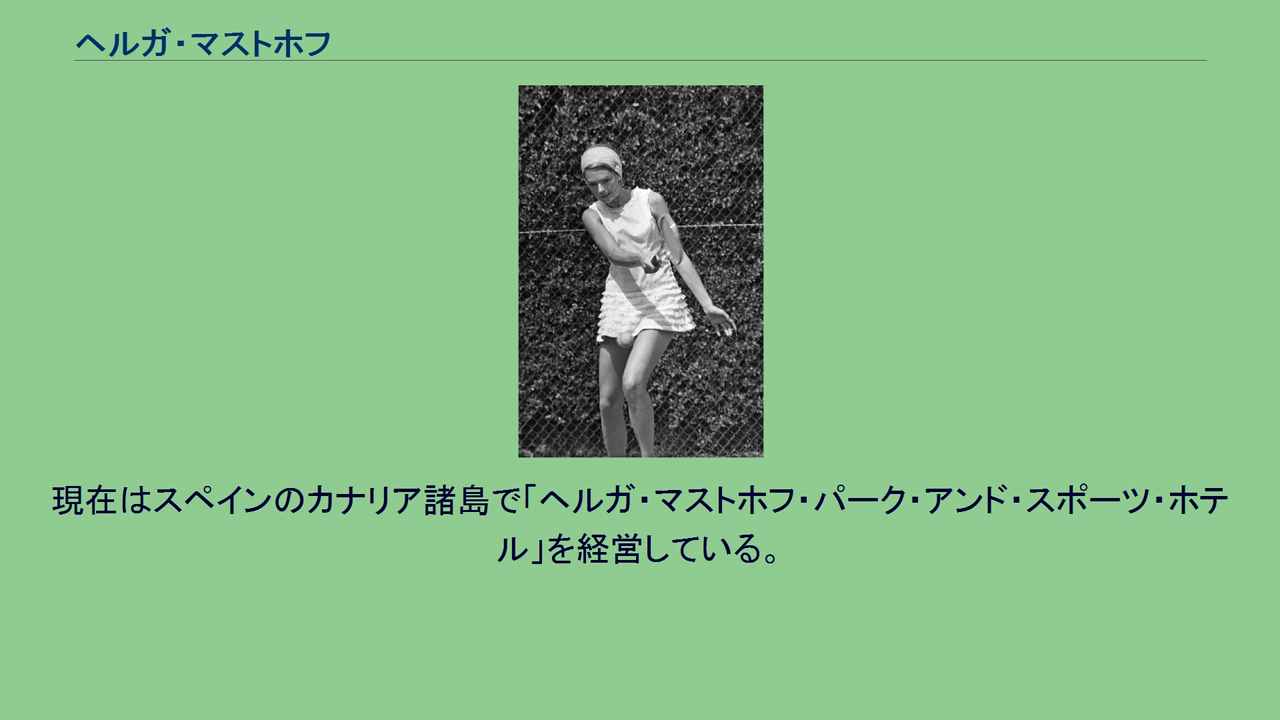 ヘルガ・マストホフ
現在はスペインのカナリア諸島で「ヘルガ・マストホフ・パーク・アンド・スポーツ・ホテ
ル」を経営している。